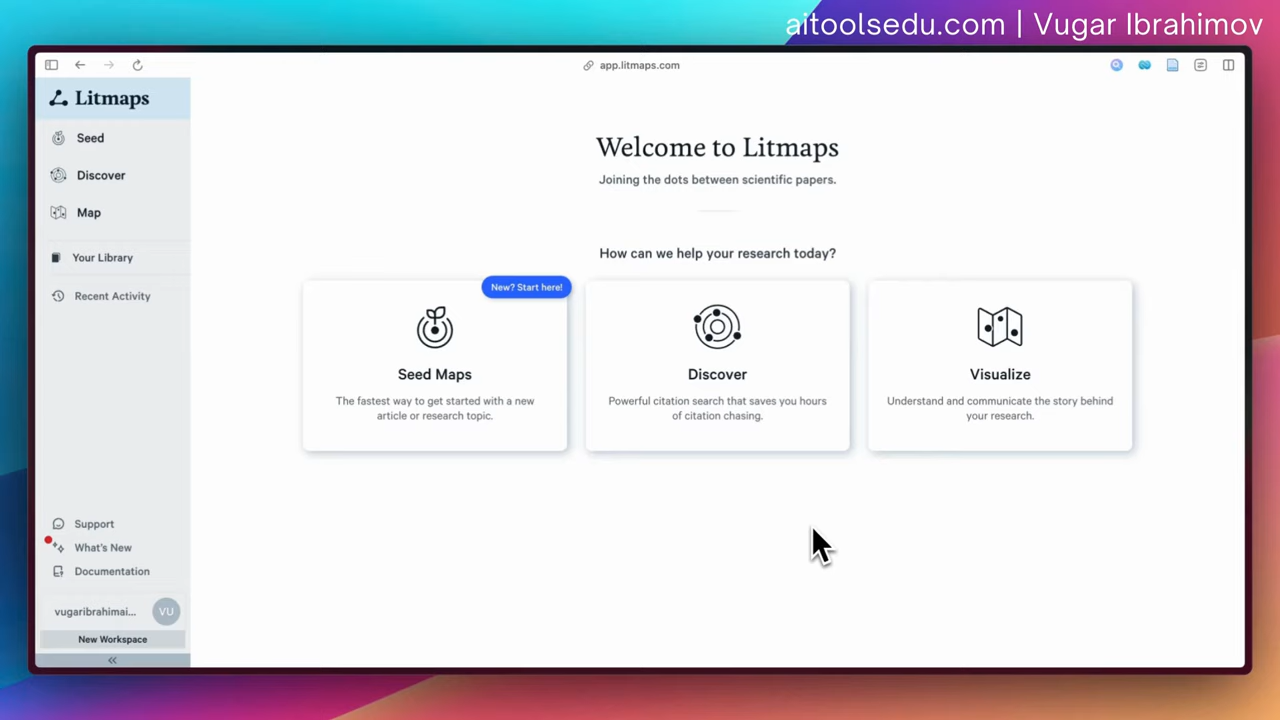 aitoolsedu.com | Vugar Ibrahimov
app.litmaps.com
Litmaps
Seed
Discover
Map
Your Library
Recent Activity
Welcome to Litmaps
Joining the dots between scientific papers.
How can we help your research today?
New? Start here!
Seed Maps
The fastest way to get started with a new
article or research topic.
Discover
Powerful citation search that saves you hours
of citation chasing.
Visualize
Understand and communicate the story behind
your research.
Support
What's New
Documentation
vugaribrahimai...
VU
New Workspace